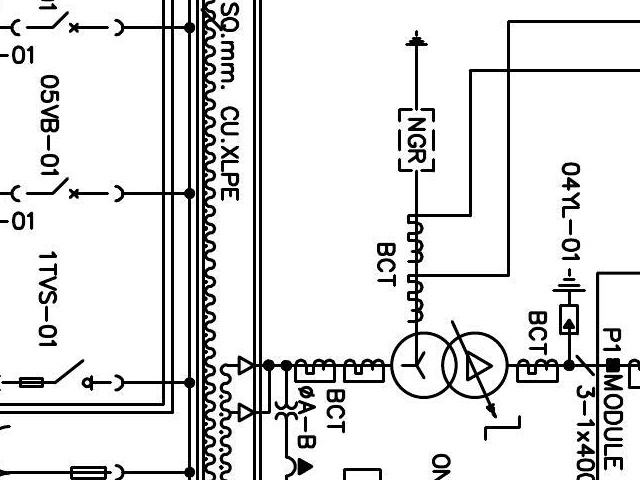 -01
05VB-01
-01
1TVS-01
SQ.mm. CU.XLPE
NGR
BCT
04YL-01
BCT
P1■MODULE
3-1x400
BCT
øA-B
ON